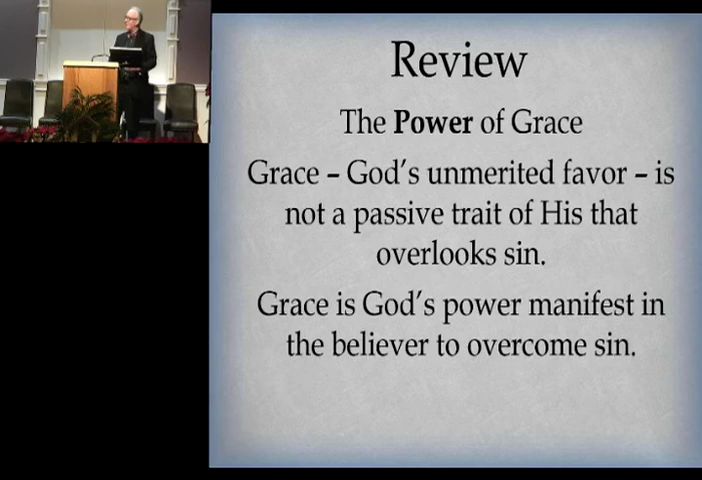 Review
The Power of Grace
Grace – God's unmerited favor – is
not a passive trait of His that
overlooks sin.
Grace is God's power manifest in
the believer to overcome sin.